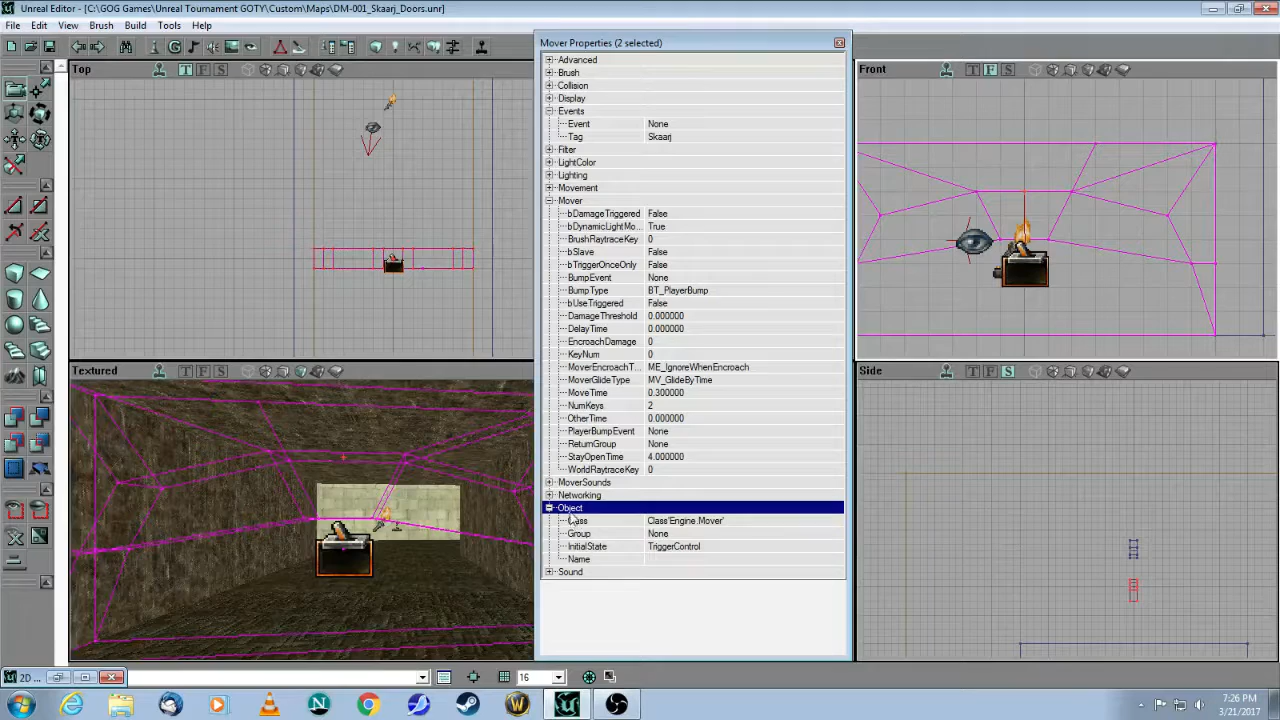 Unreal Editor - [C:\GOG Games\Unreal Tournament GOTY\Custom\Maps\DM-001_Skaarj_Doors.unr]
File Edit View Brush Build Tools Help
Mover Properties (2 selected)
Advanced
Brush
Collision
Display
Events
Event None
Tag Skaarj
Filter
LightColor
Lighting
Movement
Mover
bDamageTriggered False
bDynamicLightMo... True
BrushRaytraceKey 0
bSlave False
bTriggerOnceOnly False
BumpEvent None
BumpType BT_PlayerBump
bUseTriggered False
DamageThreshold 0.000000
DelayTime 0.000000
EncroachDamage 0
KeyNum 0
MoverEncroachT... ME_IgnoreWhenEncroach
MoverGlideType MV_GlideByTime
MoveTime 0.300000
NumKeys 2
OtherTime 0.000000
PlayerBumpEvent None
ReturnGroup None
StayOpenTime 4.000000
WorldRaytraceKey 0
MoverSounds
Networking
Object
Class Class'Engine.Mover'
Group None
InitialState TriggerControl
Name
Sound
Top T F S
Front T F S
Textured T F S
Side T F S
2D ...
16
7:26 PM
3/21/2017